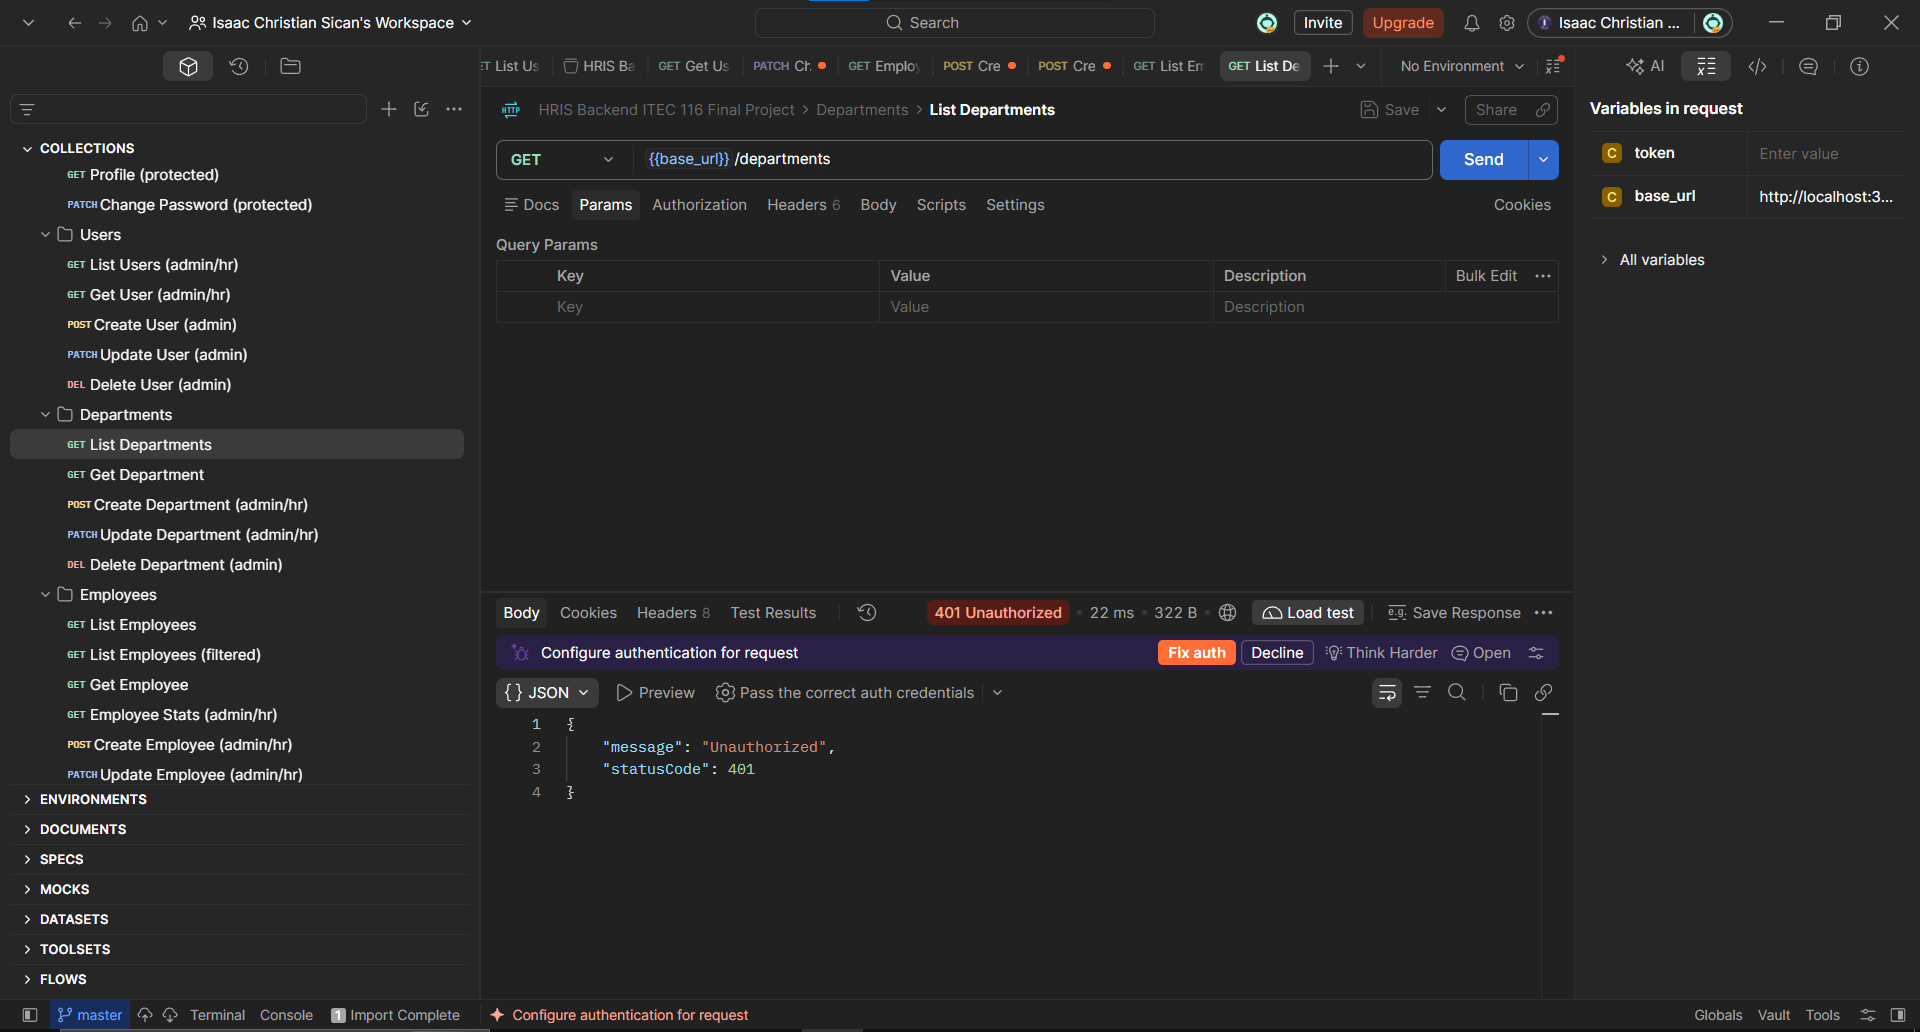 Isaac Christian Sican's Workspace
Search
Invite
Upgrade
Isaac Christian ...
List Us
HRIS Ba
GET Get Us
PATCH Ch
GET Employ
POST Cre
POST Cre
GET List Em
GET List De
No Environment
AI
HTTP
HRIS Backend ITEC 116 Final Project > Departments > List Departments
Save
Share
Variables in request
COLLECTIONS
GET Profile (protected)
PATCH Change Password (protected)
Users
GET List Users (admin/hr)
GET Get User (admin/hr)
POST Create User (admin)
PATCH Update User (admin)
DEL Delete User (admin)
Departments
GET List Departments
GET Get Department
POST Create Department (admin/hr)
PATCH Update Department (admin/hr)
DEL Delete Department (admin)
Employees
GET List Employees
GET List Employees (filtered)
GET Get Employee
GET Employee Stats (admin/hr)
POST Create Employee (admin/hr)
PATCH Update Employee (admin/hr)
ENVIRONMENTS
DOCUMENTS
SPECS
MOCKS
DATASETS
TOOLSETS
FLOWS
GET
{{base_url}} /departments
Send
Docs Params Authorization Headers 6 Body Scripts Settings
Cookies
Query Params
Key Value Description Bulk Edit ...
Key Value Description
C token Enter value
C base_url http://localhost:3...
All variables
Body Cookies Headers 8 Test Results
401 Unauthorized • 22 ms • 322 B
Load test
e.g. Save Response
Configure authentication for request
Fix auth Decline Think Harder Open
{} JSON
Preview
Pass the correct auth credentials
1 {
2 "message": "Unauthorized",
3 "statusCode": 401
4 }
master
Terminal Console 1 Import Complete
Configure authentication for request
Globals Vault Tools